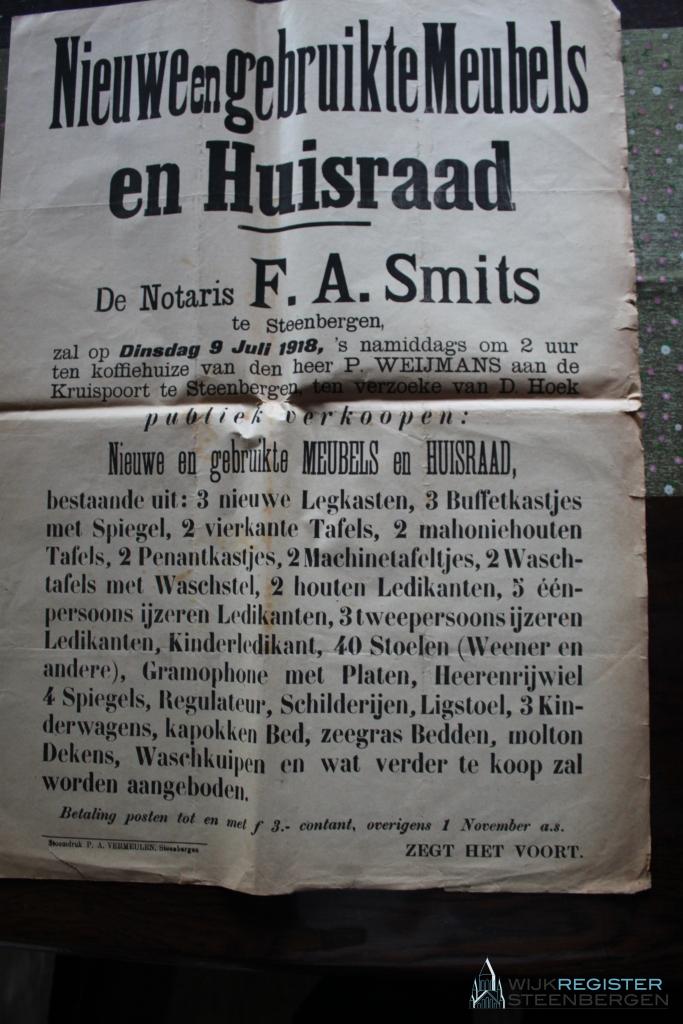 Nieuwe en gebruikte Meubels
en Huisraad
De Notaris F. A. Smits
te Steenbergen,
zal op Dinsdag 9 Juli 1918, 's namiddags om 2 uur
ten koffiehuize van den heer P. WEIJMANS aan de
Kruispoort te Steenbergen, ten verzoeke van D. Hoek
publiek verkoopen:
Nieuwe en gebruikte MEUBELS en HUISRAAD,
bestaande uit: 3 nieuwe Legkasten, 3 Buffetkastjes
met Spiegel, 2 vierkante Tafels, 2 mahoniehouten
Tafels, 2 Penantkastjes, 2 Machinetafeltjes, 2 Wasch-
tafels met Waschstel, 2 houten Ledikanten, 5 één-
persoons ijzeren Ledikanten, 3 tweepersoons ijzeren
Ledikanten, Kinderledikant, 40 Stoelen (Weener en
andere), Gramophone met Platen, Heerenrijwiel
4 Spiegels, Regulateur, Schilderijen, Ligstoel, 3 Kin-
derwagens, kapokken Bed, zeegras Bedden, molton
Dekens, Waschkuipen en wat verder te koop zal
worden aangeboden.
Betaling posten tot en met f 3.- contant, overigens 1 November a.s.
Stoomdruk P. A. VERMEULEN, Steenbergen
ZEGT HET VOORT.
WIJKREGISTER
STEENBERGEN